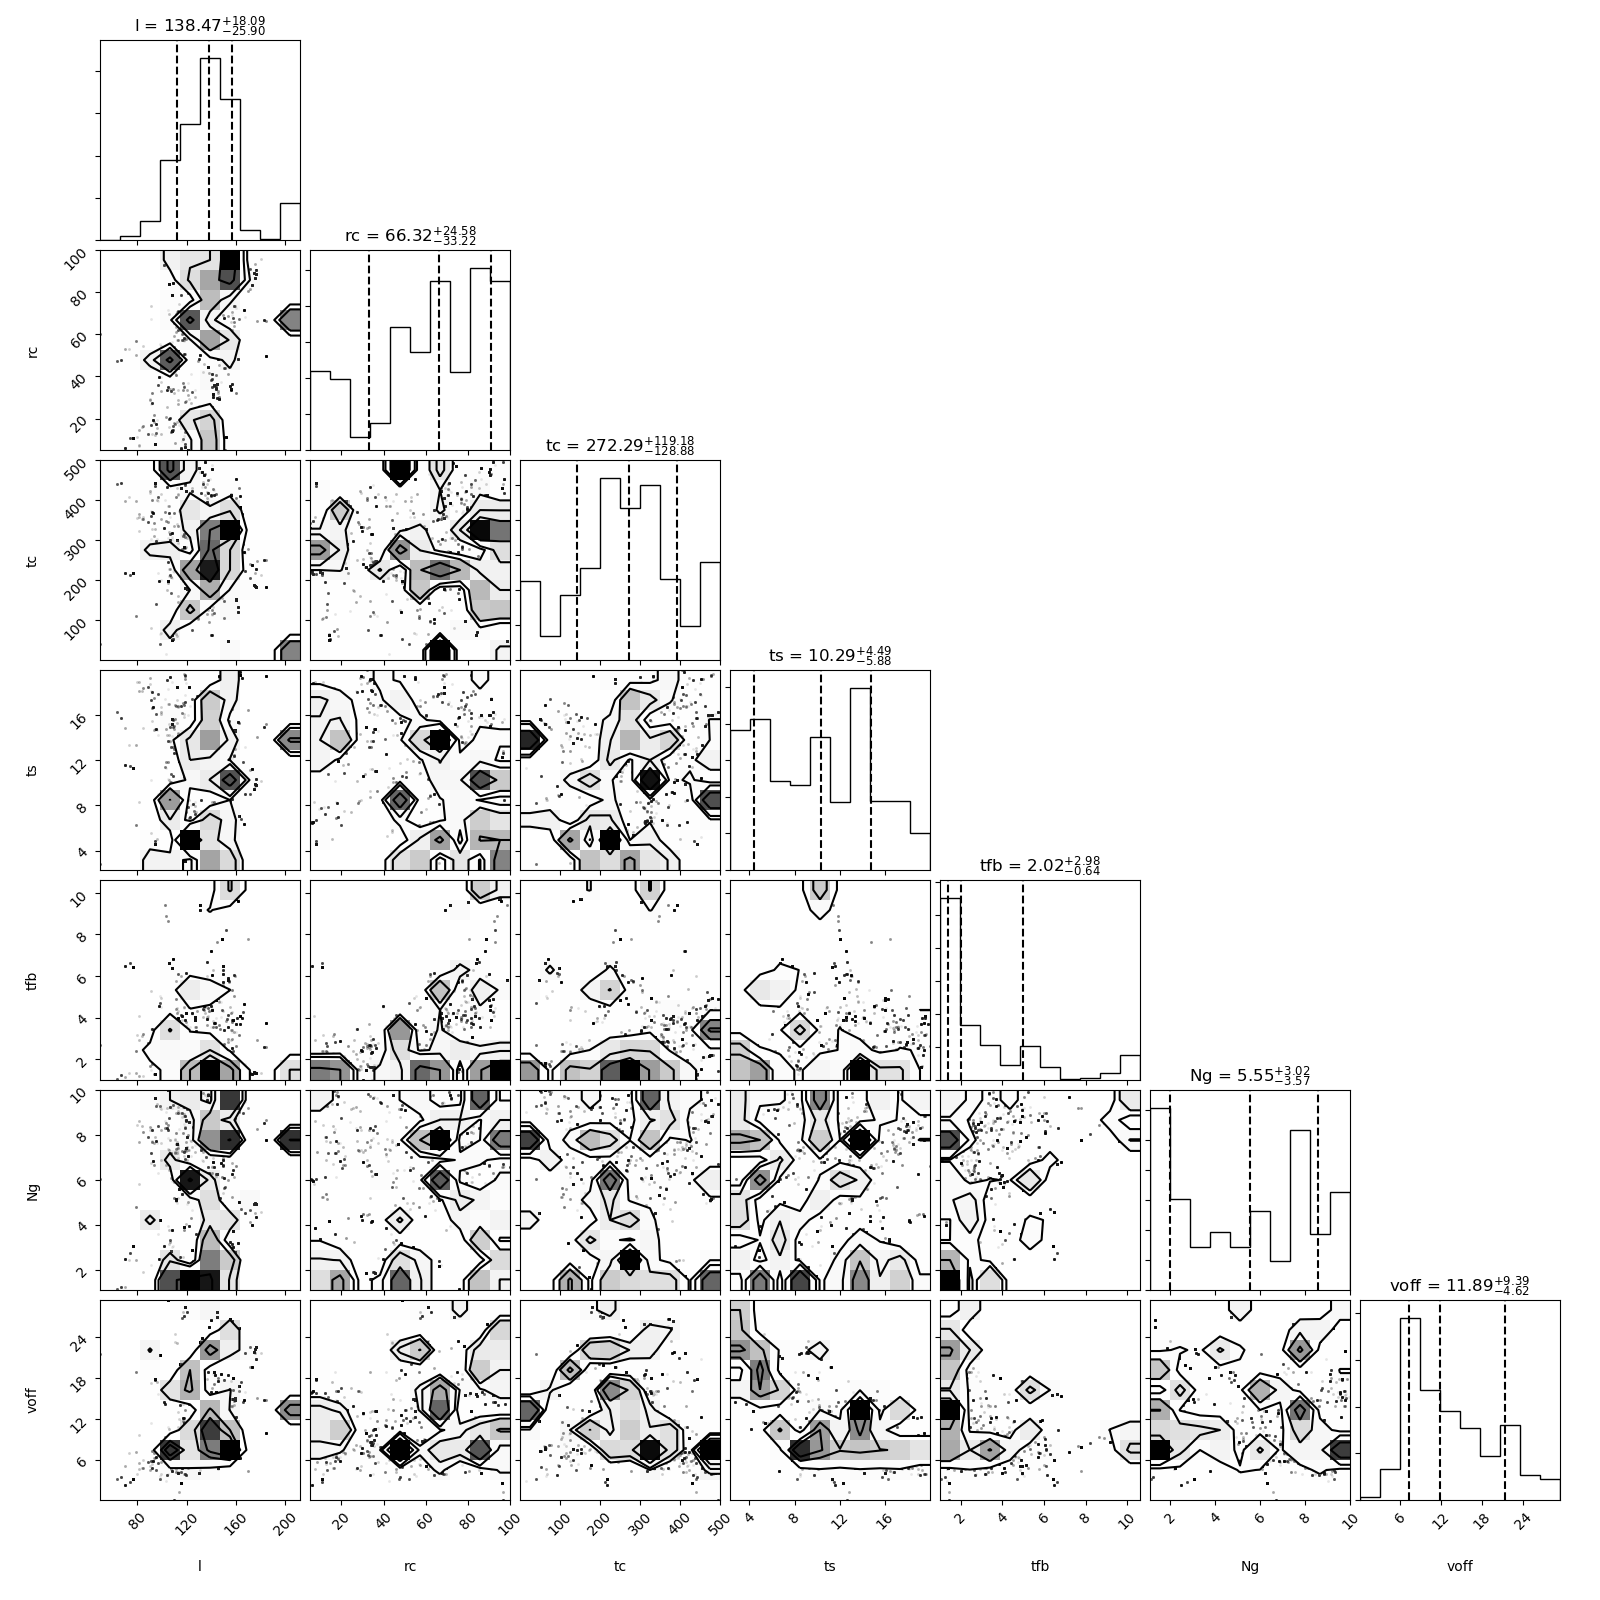 l = 138.47+18.09−25.90
rc = 66.32+24.58−33.22
100
80
60
40
20
rc
tc = 272.29+119.18−128.88
500
400
300
200
100
tc
ts = 10.29+4.49−5.88
16
12
8
4
ts
tfb = 2.02+2.98−0.64
10
8
6
4
2
tfb
Ng = 5.55+3.02−3.57
10
8
6
4
2
Ng
voff = 11.89+9.39−4.62
24
18
12
6
voff
80 120 160 200 20 40 60 80 100 100 200 300 400 500 4 8 12 16 2 4 6 8 10 2 4 6 8 10 6 12 18 24
l rc tc ts tfb Ng voff